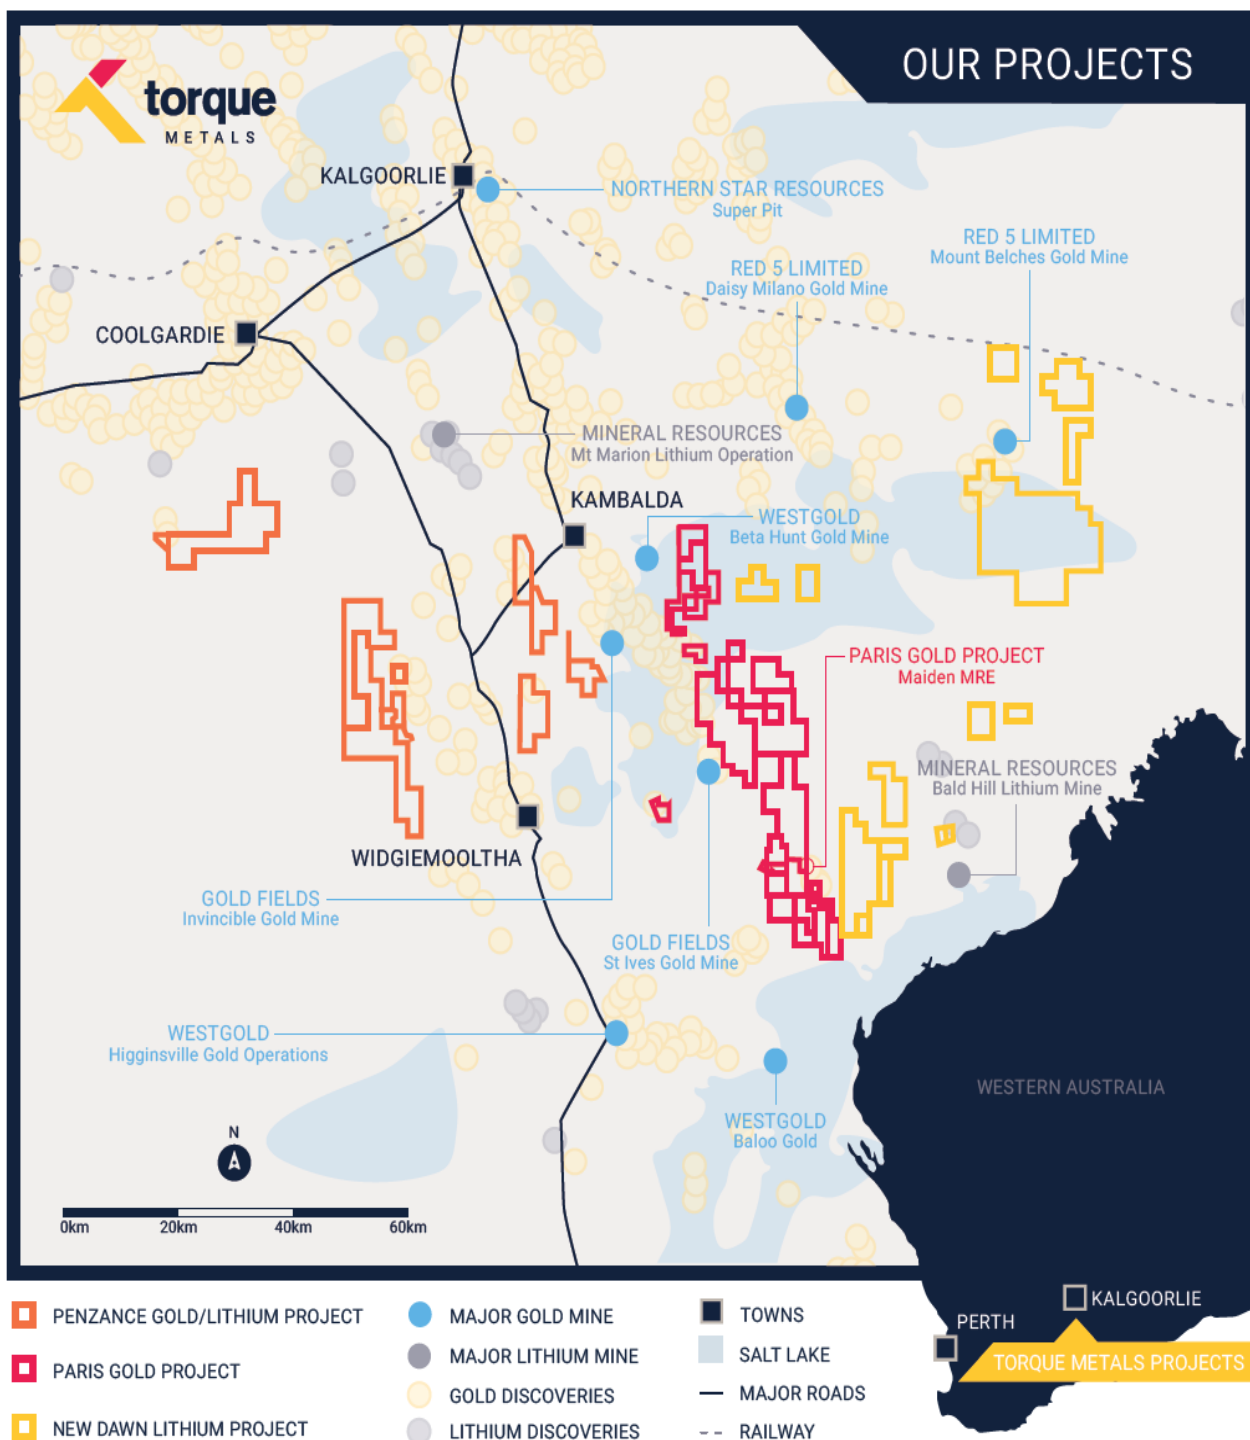 OUR PROJECTS
torque
METALS
KALGOORLIE
NORTHERN STAR RESOURCES
Super Pit
RED 5 LIMITED
Mount Belches Gold Mine
RED 5 LIMITED
Daisy Milano Gold Mine
COOLGARDIE
MINERAL RESOURCES
Mt Marion Lithium Operation
KAMBALDA
WESTGOLD
Beta Hunt Gold Mine
PARIS GOLD PROJECT
Maiden MRE
MINERAL RESOURCES
Bald Hill Lithium Mine
WIDGIEMOOLTHA
GOLD FIELDS
Invincible Gold Mine
GOLD FIELDS
St Ives Gold Mine
WESTGOLD
Higginsville Gold Operations
WESTERN AUSTRALIA
WESTGOLD
Baloo Gold
N
0km 20km 40km 60km
KALGOORLIE
PERTH
TORQUE METALS PROJECTS
PENZANCE GOLD/LITHIUM PROJECT
PARIS GOLD PROJECT
NEW DAWN LITHIUM PROJECT
MAJOR GOLD MINE
MAJOR LITHIUM MINE
GOLD DISCOVERIES
LITHIUM DISCOVERIES
TOWNS
SALT LAKE
MAJOR ROADS
RAILWAY